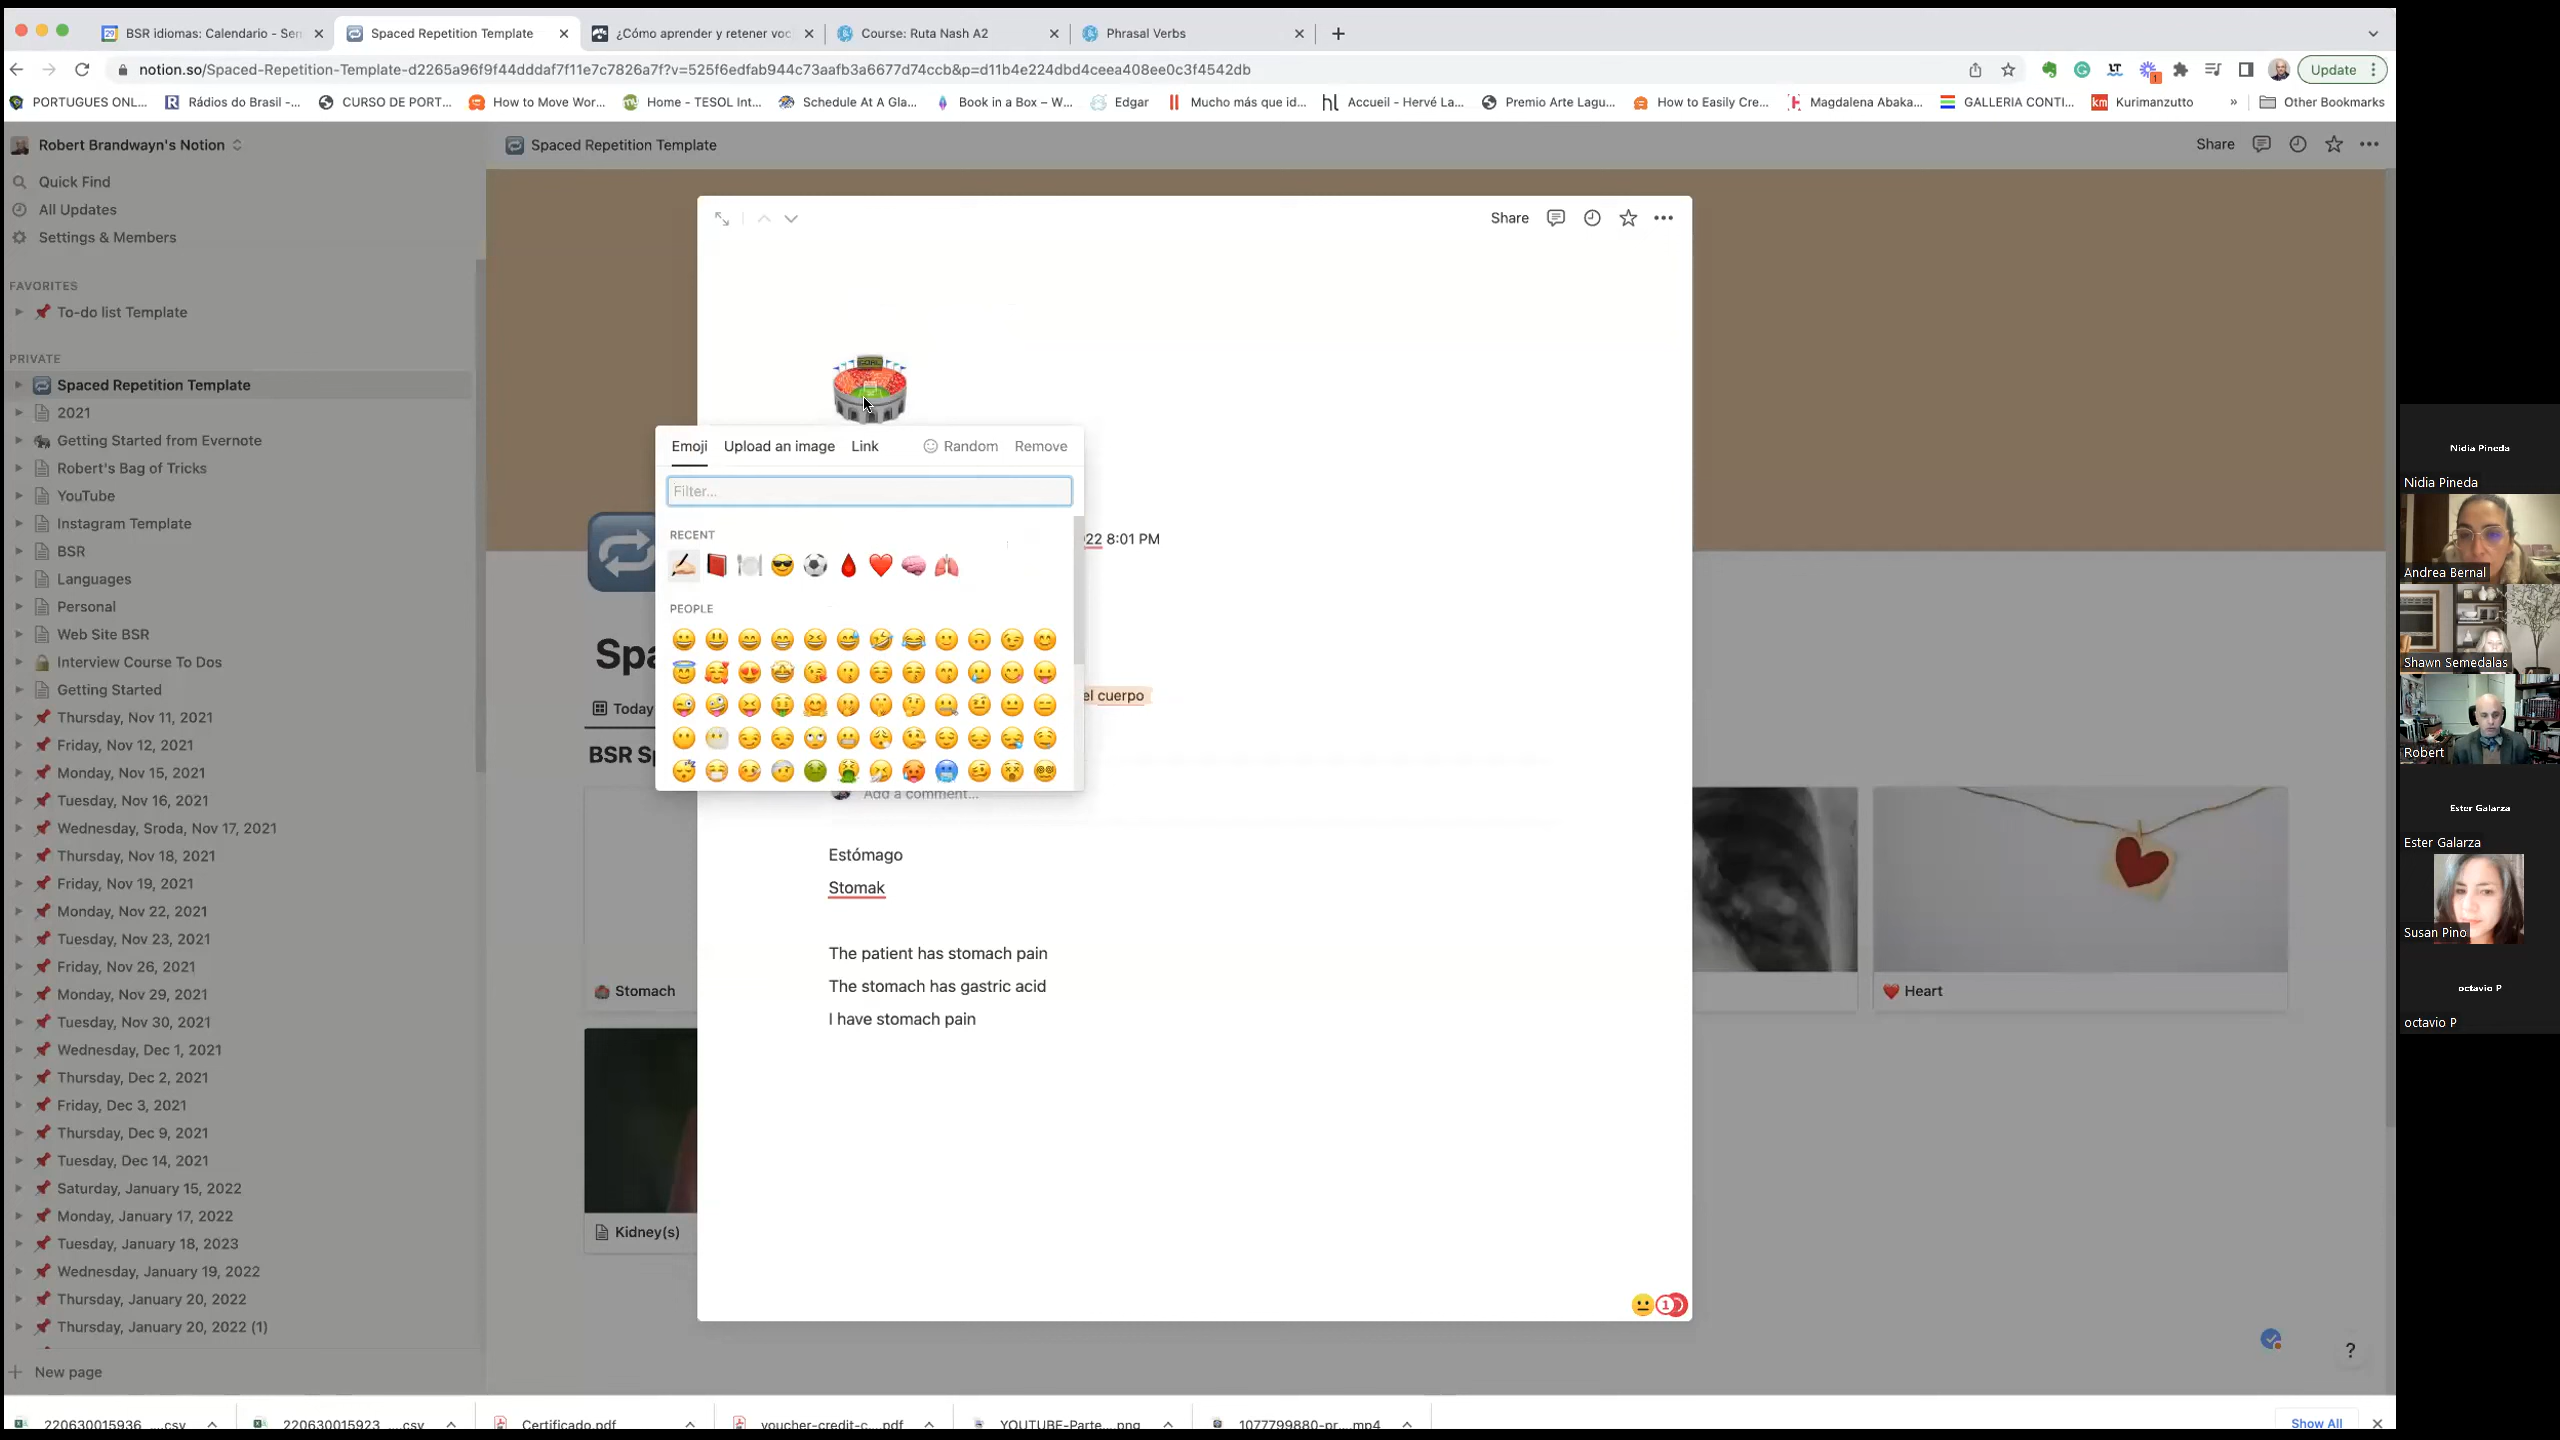 BSR idiomas: Calendario - Sen
Spaced Repetition Template
¿Cómo aprender y retener voc
Course: Ruta Nash A2
Phrasal Verbs
notion.so/Spaced-Repetition-Template-d2265a96f9f44dddaf7f11e7c7826a7f?v=525f6edfab944c73aafb3a6677d74ccb&p=d11b4e224dbd4ceea408ee0c3f4542db
Update
PORTUGUES ONL...
Rádios do Brasil -...
CURSO DE PORT...
How to Move Wor...
Home - TESOL Int...
Schedule At A Gla...
Book in a Box – W...
Edgar
Mucho más que id...
Accueil - Hervé La...
Premio Arte Lagu...
How to Easily Cre...
Magdalena Abaka...
GALLERIA CONTI...
Kurimanzutto
Other Bookmarks
Robert Brandwayn's Notion
Quick Find
All Updates
Settings & Members
FAVORITES
To-do list Template
PRIVATE
Spaced Repetition Template
2021
Getting Started from Evernote
Robert's Bag of Tricks
YouTube
Instagram Template
BSR
Languages
Personal
Web Site BSR
Interview Course To Dos
Getting Started
Thursday, Nov 11, 2021
Friday, Nov 12, 2021
Monday, Nov 15, 2021
Tuesday, Nov 16, 2021
Wednesday, Sroda, Nov 17, 2021
Thursday, Nov 18, 2021
Friday, Nov 19, 2021
Monday, Nov 22, 2021
Tuesday, Nov 23, 2021
Friday, Nov 26, 2021
Monday, Nov 29, 2021
Tuesday, Nov 30, 2021
Wednesday, Dec 1, 2021
Thursday, Dec 2, 2021
Friday, Dec 3, 2021
Thursday, Dec 9, 2021
Tuesday, Dec 14, 2021
Saturday, January 15, 2022
Monday, January 17, 2022
Tuesday, January 18, 2023
Wednesday, January 19, 2022
Thursday, January 20, 2022
Thursday, January 20, 2022 (1)
New page
Spaced Repetition Template
Share
Share
Emoji
Upload an image
Link
Random
Remove
Filter...
RECENT
PEOPLE
22 8:01 PM
el cuerpo
Spa
Today
BSR S
Add a comment...
Estómago
Stomak
The patient has stomach pain
The stomach has gastric acid
I have stomach pain
Stomach
Heart
Kidney(s)
220630015936_....csv
220630015923_....csv
Certificado.pdf
voucher-credit-c....pdf
YOUTUBE-Parte....png
1077799880-pr....mp4
Show All
Nidia Pineda
Nidia Pineda
Andrea Bernal
Shawn Semedalas
Robert
Ester Galarza
Ester Galarza
Susan Pino
octavio P
octavio P